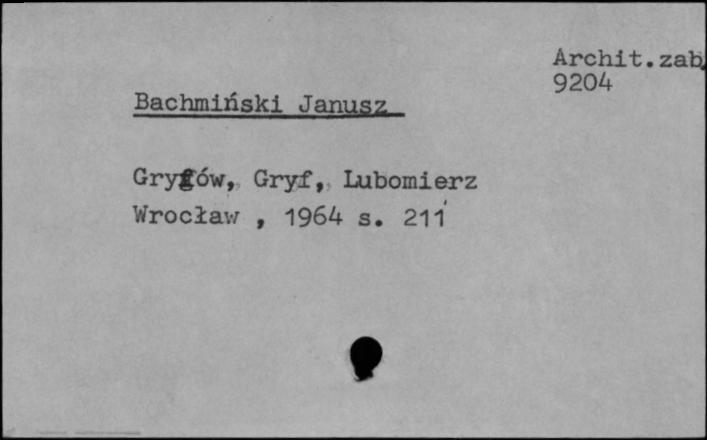 Archit.zab.
9204
Bachmiński Janusz
Gryfów, Gryf, Lubomierz
Wrocław , 1964 s. 211